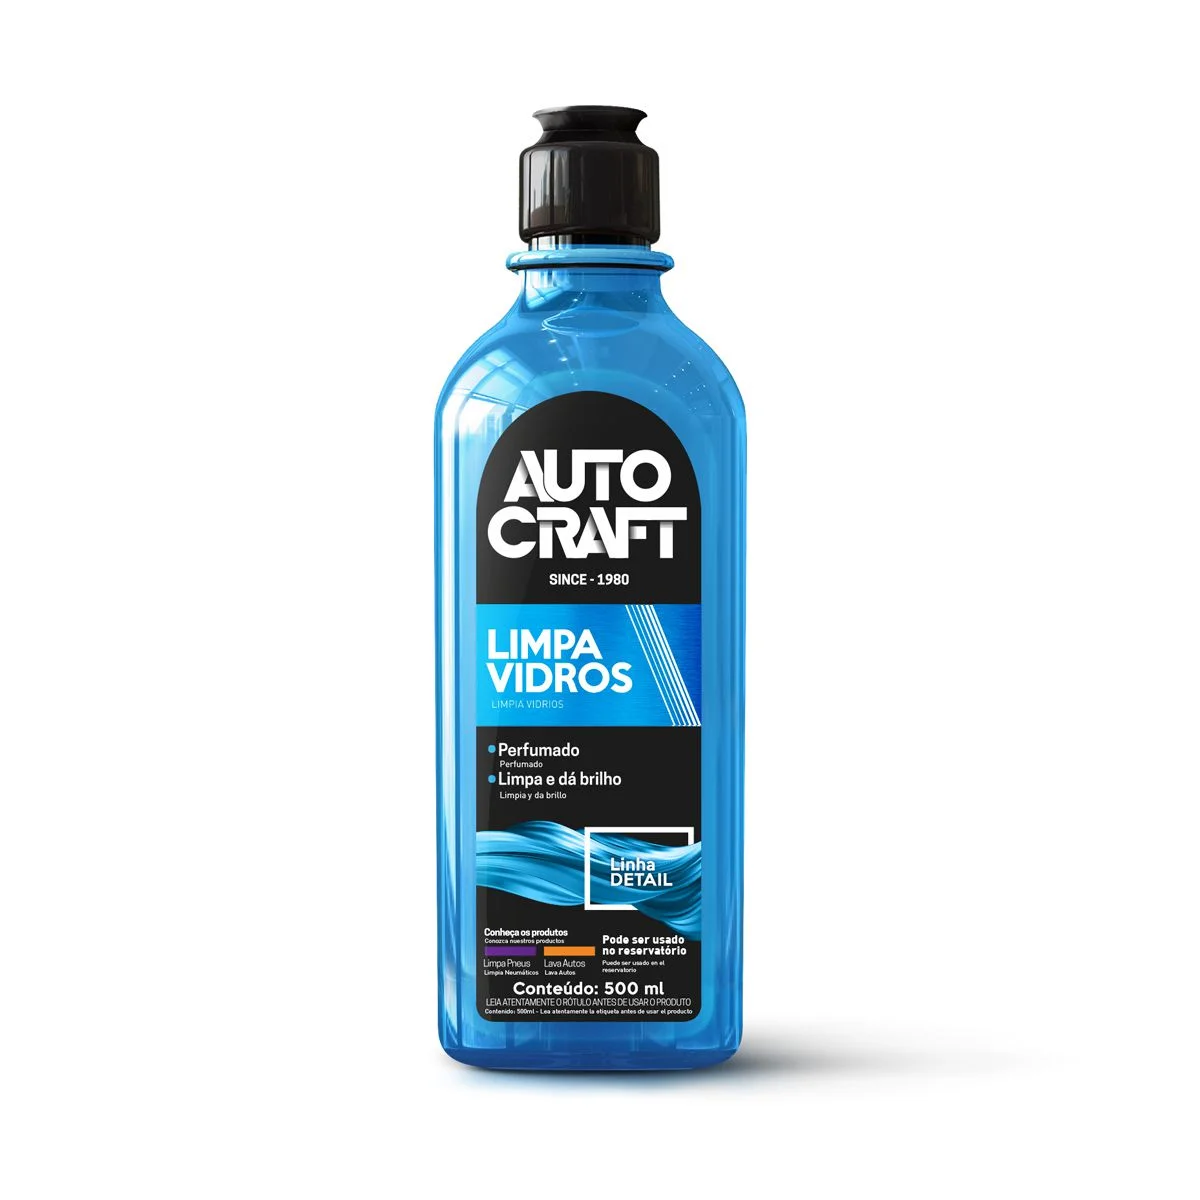 AUTO
CRAFT
SINCE - 1980
LIMPA
VIDROS
LIMPIA VIDRIOS
Perfumado
Perfumado
Limpa e dá brilho
Limpia y da brillo
Linha
DETAIL
Conheça os produtos
Conozca nuestros productos
Limpa Pneus
Limpia Neumáticos
Lava Autos
Lava Autos
Pode ser usado
no reservatório
Puede ser usado en el
reservatorio
Conteúdo: 500 ml
LEIA ATENTAMENTE O RÓTULO ANTES DE USAR O PRODUTO
Contenido: 500ml - Lea atentamente la etiqueta antes de usar el producto